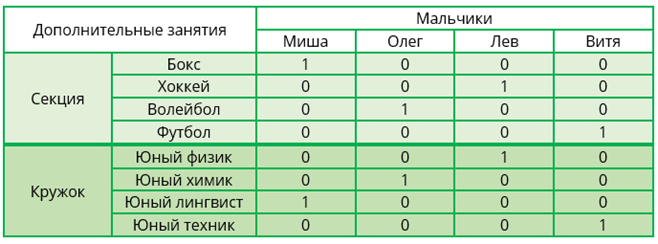 Дополнительные занятия Мальчики
Миша Олег Лев Витя
Секция Бокс 1 0 0 0
Хоккей 0 0 1 0
Волейбол 0 1 0 0
Футбол 0 0 0 1
Кружок Юный физик 0 0 1 0
Юный химик 0 1 0 0
Юный лингвист 1 0 0 0
Юный техник 0 0 0 1